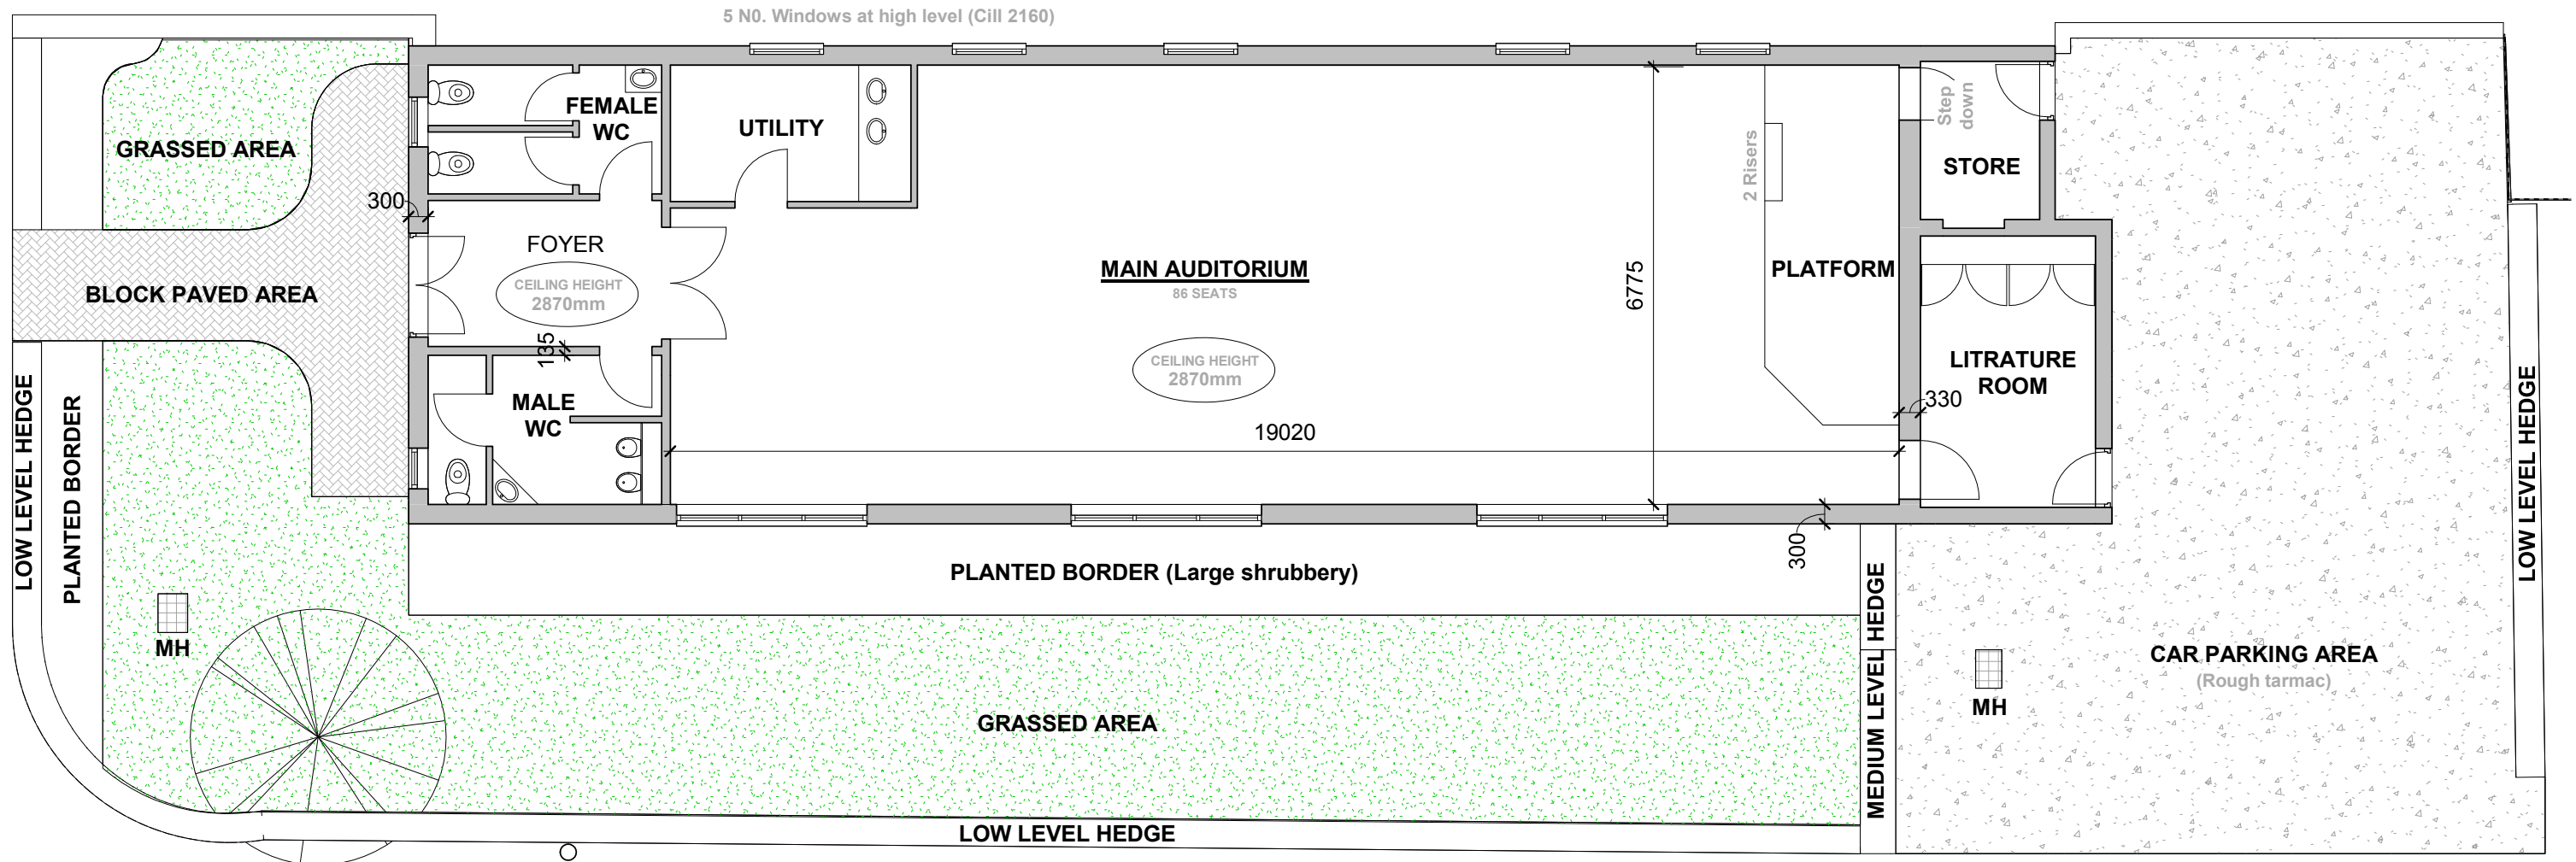 5 N0. Windows at high level (Cill 2160)
FEMALE
WC
UTILITY
GRASSED AREA
2 Risers
Step
down
STORE
300
FOYER
CEILING HEIGHT
2870mm
BLOCK PAVED AREA
MAIN AUDITORIUM
86 SEATS
6775
PLATFORM
135
CEILING HEIGHT
2870mm
LITRATURE
ROOM
330
MALE
WC
19020
LOW LEVEL HEDGE
PLANTED BORDER
LOW LEVEL HEDGE
300
PLANTED BORDER (Large shrubbery)
MH
MEDIUM LEVEL HEDGE
CAR PARKING AREA
(Rough tarmac)
MH
GRASSED AREA
LOW LEVEL HEDGE